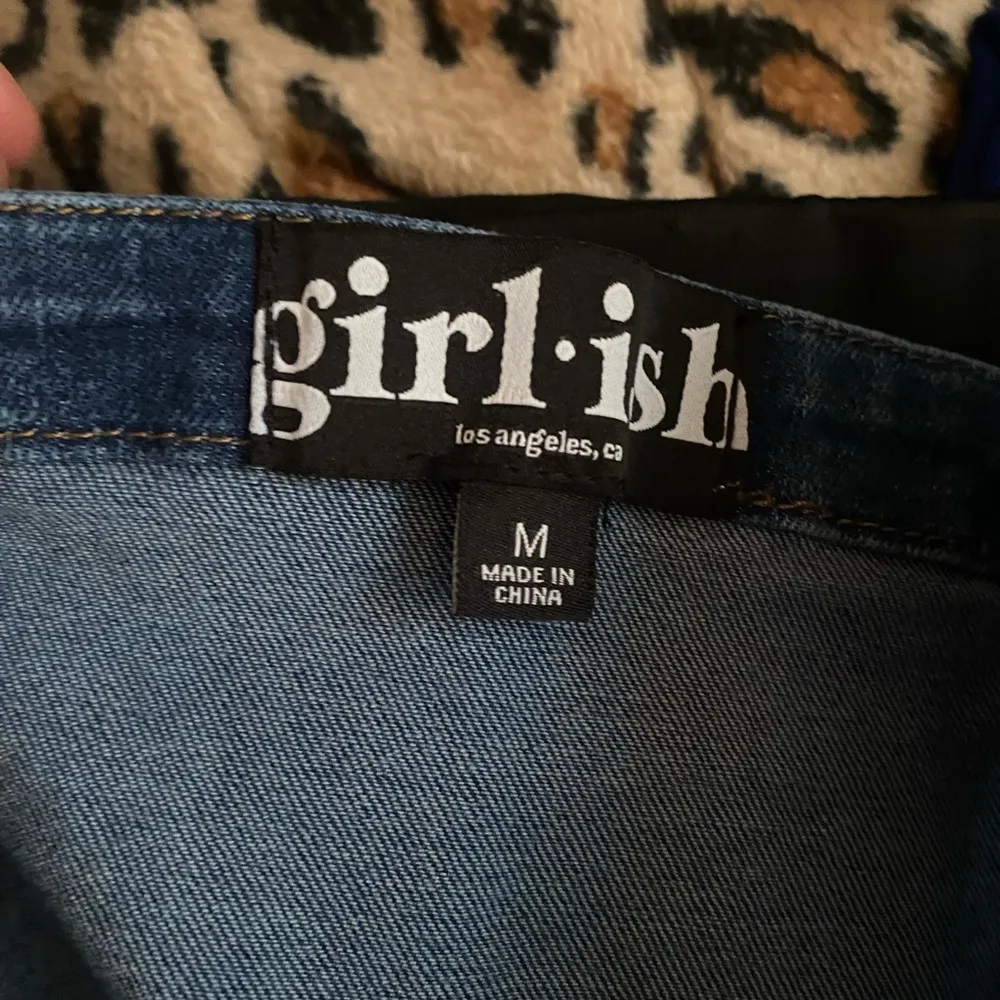 girl·ish
los angeles, ca
M
MADE IN
CHINA